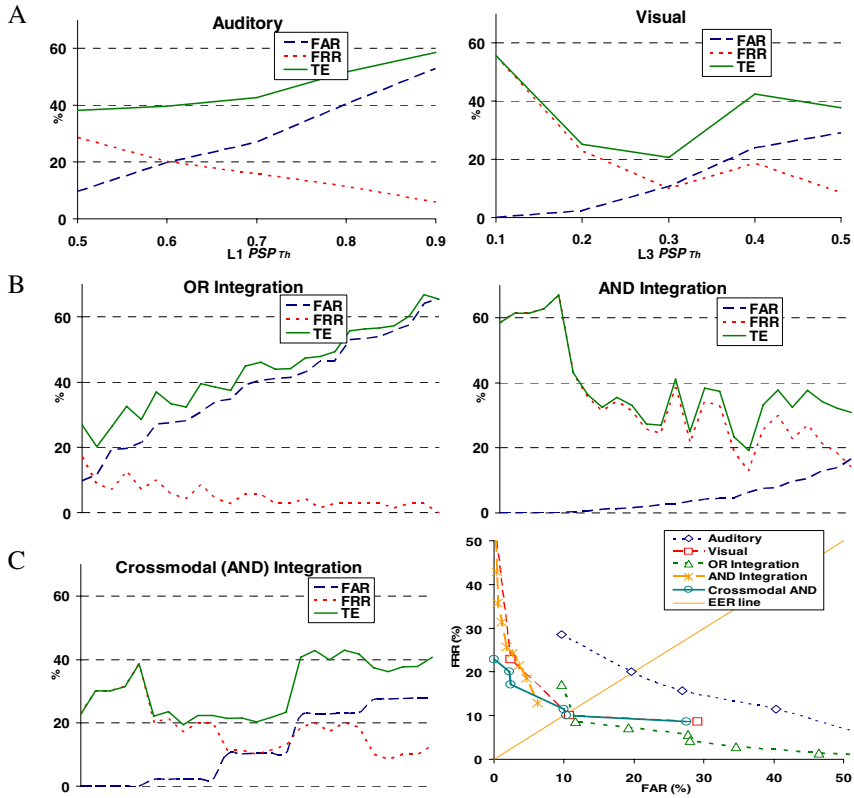 A
Auditory
FAR
FRR
TE
60
40
20
0
%
0.5 0.6 0.7 0.8 0.9
L1 PSP Th
Visual
FAR
FRR
TE
60
40
20
0
%
0.1 0.2 0.3 0.4 0.5
L3 PSP Th
B
OR Integration
FAR
FRR
TE
60
40
20
0
%
AND Integration
FAR
FRR
TE
60
40
20
0
%
C
Crossmodal (AND) Integration
FAR
FRR
TE
60
40
20
0
%
Auditory
Visual
OR Integration
AND Integration
Crossmodal AND
EER line
50
40
30
20
10
0
FRR (%)
0 10 20 30 40 50
FAR (%)